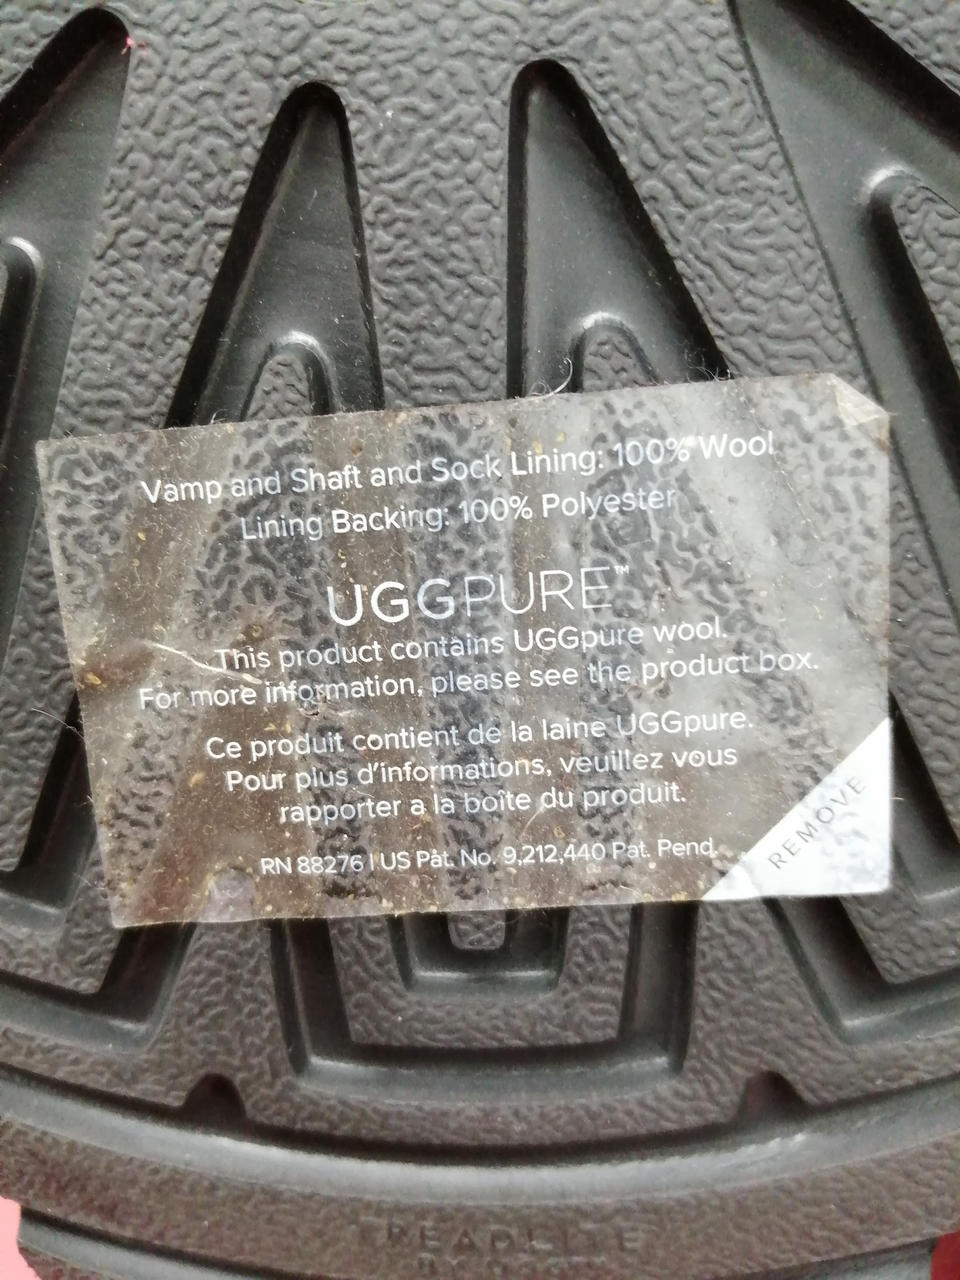 Vamp and Shaft and Sock Lining: 100% Wool
Lining Backing: 100% Polyester
UGGPURE™
This product contains UGGpure wool.
For more information, please see the product box.
Ce produit contient de la laine UGGpure.
Pour plus d'informations, veuillez vous
rapporter a la boîte du produit.
RN 88276 | US Pat. No. 9,212,440 Pat. Pend.
REMOVE
TREADLITE